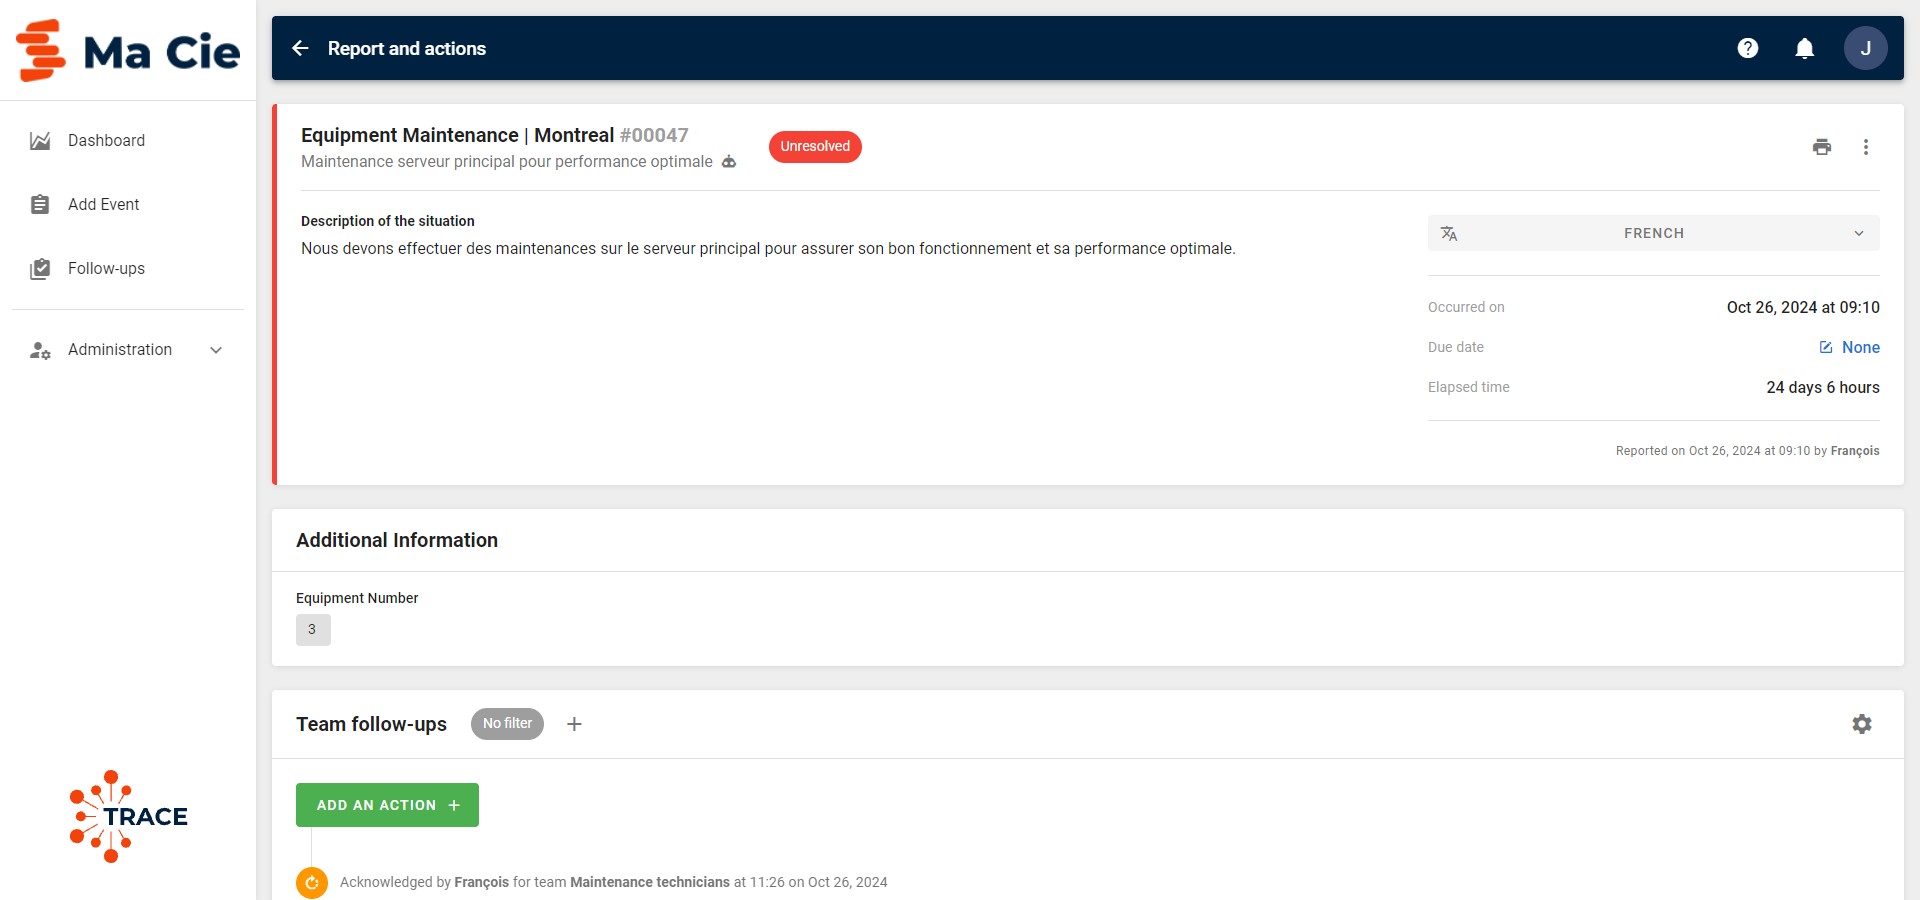 Ma Cie
Dashboard
Add Event
Follow-ups
Administration
TRACE
Report and actions
?
J
Equipment Maintenance | Montreal #00047
Maintenance serveur principal pour performance optimale
Unresolved
Description of the situation
Nous devons effectuer des maintenances sur le serveur principal pour assurer son bon fonctionnement et sa performance optimale.
FRENCH
Occurred on Oct 26, 2024 at 09:10
Due date None
Elapsed time 24 days 6 hours
Reported on Oct 26, 2024 at 09:10 by François
Additional Information
Equipment Number
3
Team follow-ups No filter +
ADD AN ACTION +
Acknowledged by François for team Maintenance technicians at 11:26 on Oct 26, 2024